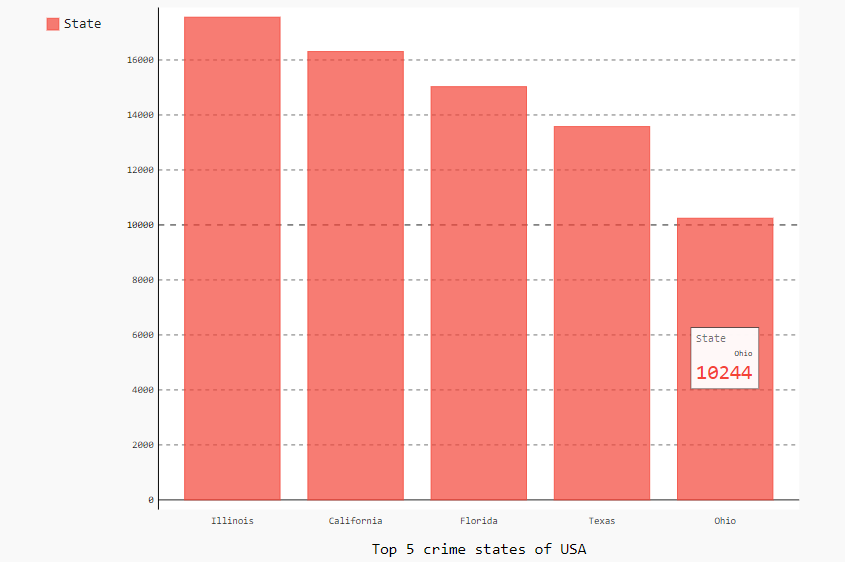 State
16000
14000
12000
10000
8000
6000
4000
2000
0
State
Ohio
10244
Illinois California Florida Texas Ohio
Top 5 crime states of USA